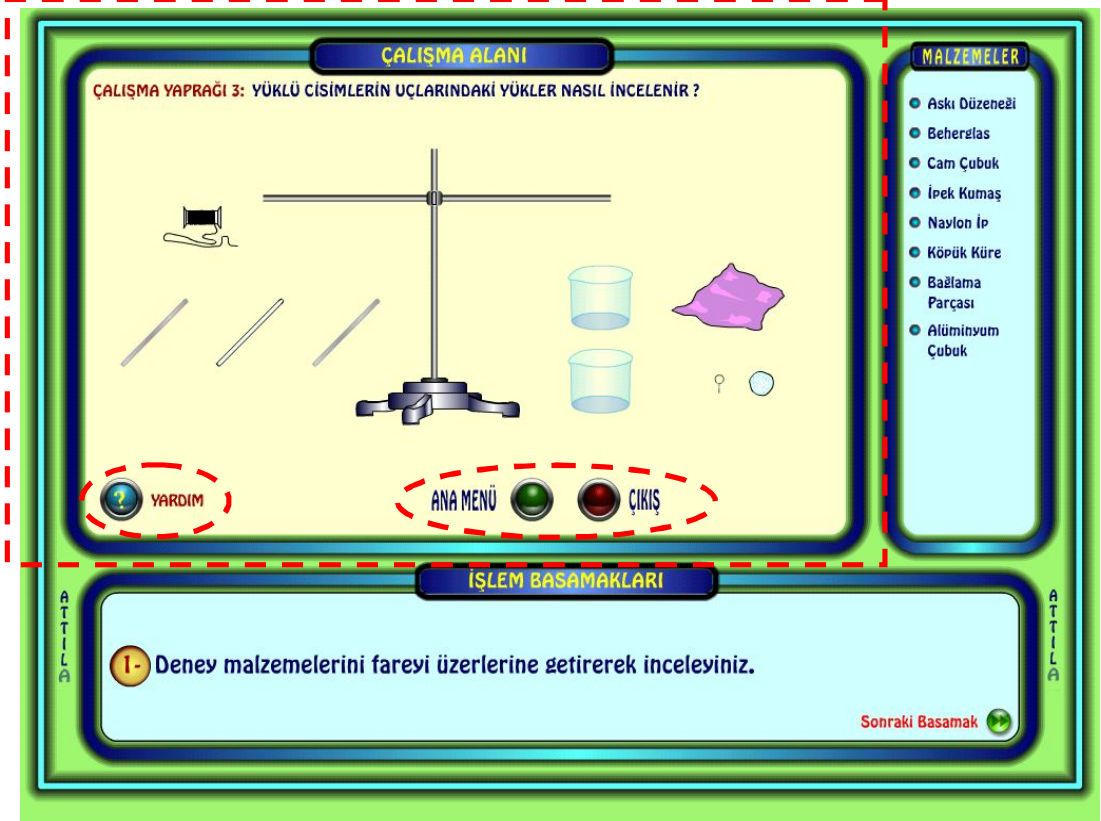 ÇALIŞMA ALANI
ÇALIŞMA YAPRAĞI 3: YÜKLÜ CİSİMLERİN UÇLARINDAKİ YÜKLER NASIL İNCELENİR ?
?
YARDIM
ANA MENÜ
ÇIKIŞ
MALZEMELER
Askı Düzeneği
Beherglas
Cam Çubuk
İpek Kumaş
Naylon İp
Köpük Küre
Bağlama
Parçası
Alüminyum
Çubuk
İŞLEM BASAMAKLARI
ATTILA
1- Deney malzemelerini fareyi üzerlerine getirerek inceleyiniz.
Sonraki Basamak
ATTILA